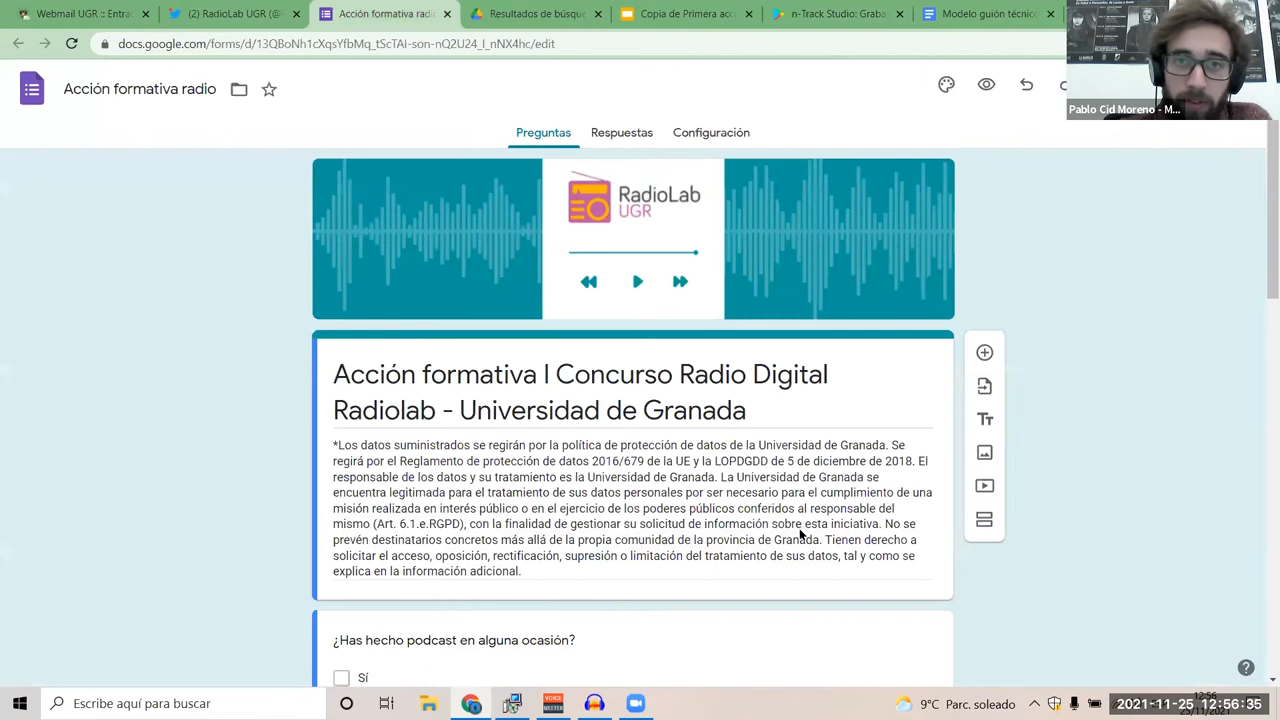 Webmail UGR :: Entra:
(2) RadioLab UGR (@
Acción formativa radio
Resultados de búsqu
Copia de Primera acc
n-Track Studio: Graba
Modelo guión técnico
docs.google.com/forms/d/13QBoNh1cXqsYfbMq_tScTPson-nQ2U24_l_nNX4hc/edit
Pablo Cid Moreno - M...
Acción formativa radio
Preguntas
Respuestas
Configuración
RadioLab
UGR
Acción formativa I Concurso Radio Digital
Radiolab - Universidad de Granada
*Los datos suministrados se regirán por la política de protección de datos de la Universidad de Granada. Se
regirá por el Reglamento de protección de datos 2016/679 de la UE y la LOPDGDD de 5 de diciembre de 2018. El
responsable de los datos y su tratamiento es la Universidad de Granada. La Universidad de Granada se
encuentra legitimada para el tratamiento de sus datos personales por ser necesario para el cumplimiento de una
misión realizada en interés público o en el ejercicio de los poderes públicos conferidos al responsable del
mismo (Art. 6.1.e.RGPD), con la finalidad de gestionar su solicitud de información sobre esta iniciativa. No se
prevén destinatarios concretos más allá de la propia comunidad de la provincia de Granada. Tienen derecho a
solicitar el acceso, oposición, rectificación, supresión o limitación del tratamiento de sus datos, tal y como se
explica en la información adicional.
¿Has hecho podcast en alguna ocasión?
Sí
Escribe aquí para buscar
VOICE
MEETER
9°C Parc. soleado
12:56
25/11/2021
2021-11-25 12:56:35